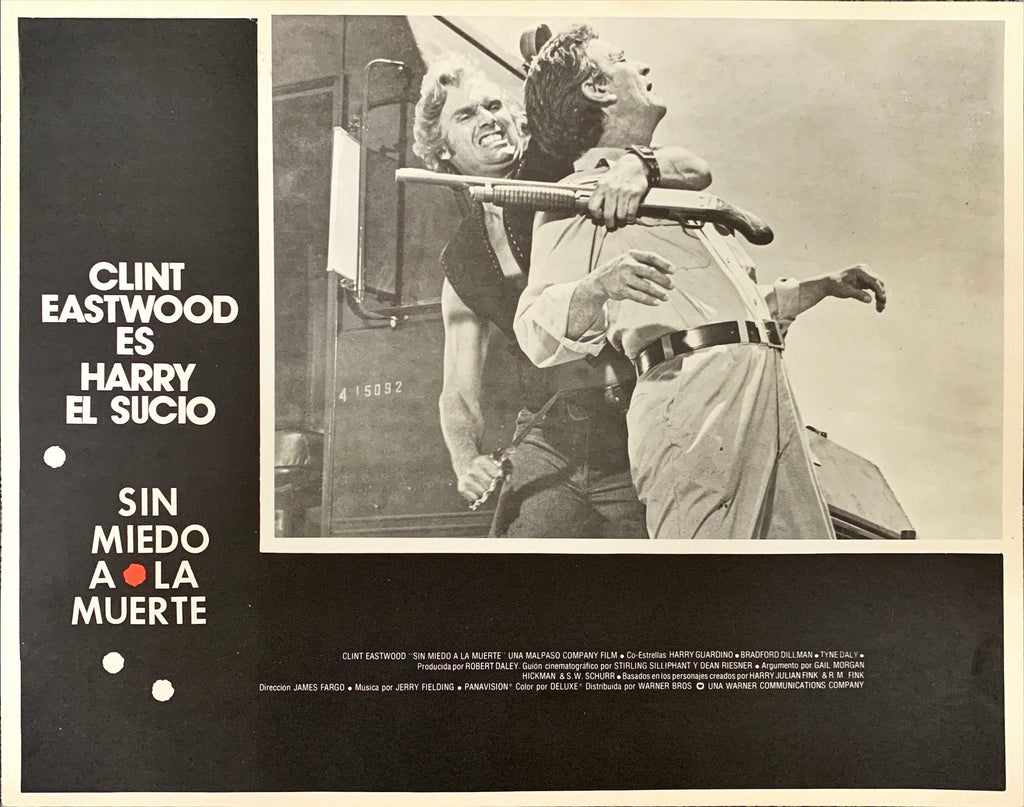 CLINT
EASTWOOD
ES
HARRY
EL SUCIO
SIN
MIEDO
A LA
MUERTE
4 15092
CLINT EASTWOOD "SIN MIEDO A LA MUERTE" UNA MALPASO COMPANY FILM • Co-Estrellas HARRY GUARDINO • BRADFORD DILLMAN • TYNE DALY •
Producida por ROBERT DALEY. Guión cinematográfico por STIRLING SILLIPHANT Y DEAN RIESNER • Argumento por GAIL MORGAN
HICKMAN & S.W. SCHURR • Basados en los personajes creados por HARRY JULIAN FINK & R.M. FINK
Dirección JAMES FARGO • Musica por JERRY FIELDING • PANAVISION® Color por DELUXE® Distribuida por WARNER BROS UNA WARNER COMMUNICATIONS COMPANY